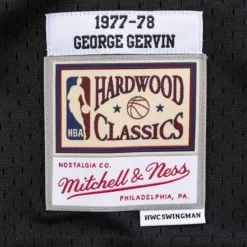 1977-78
GEORGE GERVIN
HARDWOOD
NBA
CLASSICS
NOSTALGIA CO.
Mitchell & Ness
PHILADELPHIA, PA.
HWC SWINGMAN